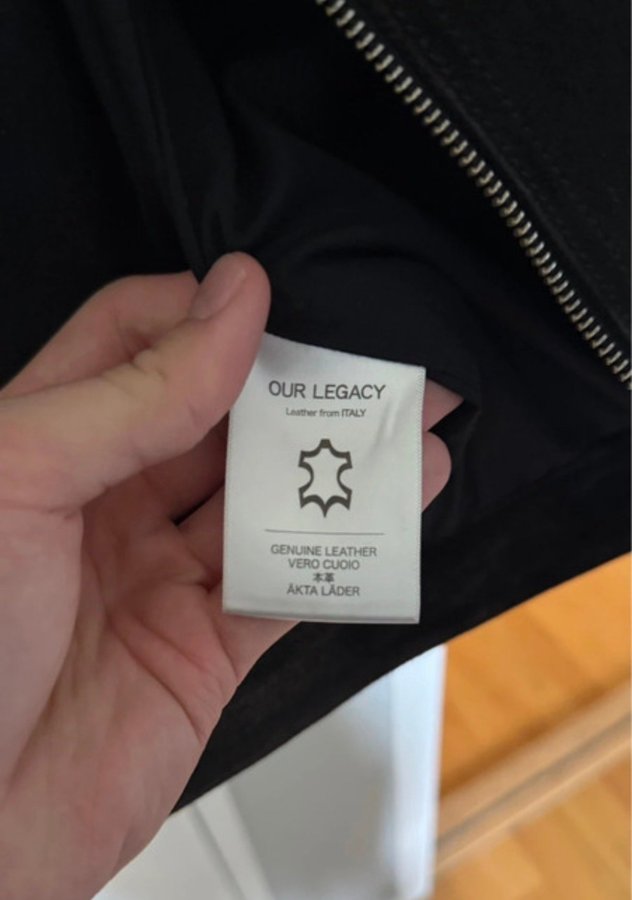 OUR LEGACY
Leather from ITALY
GENUINE LEATHER
VERO CUOIO
本革
ÄKTA LÄDER